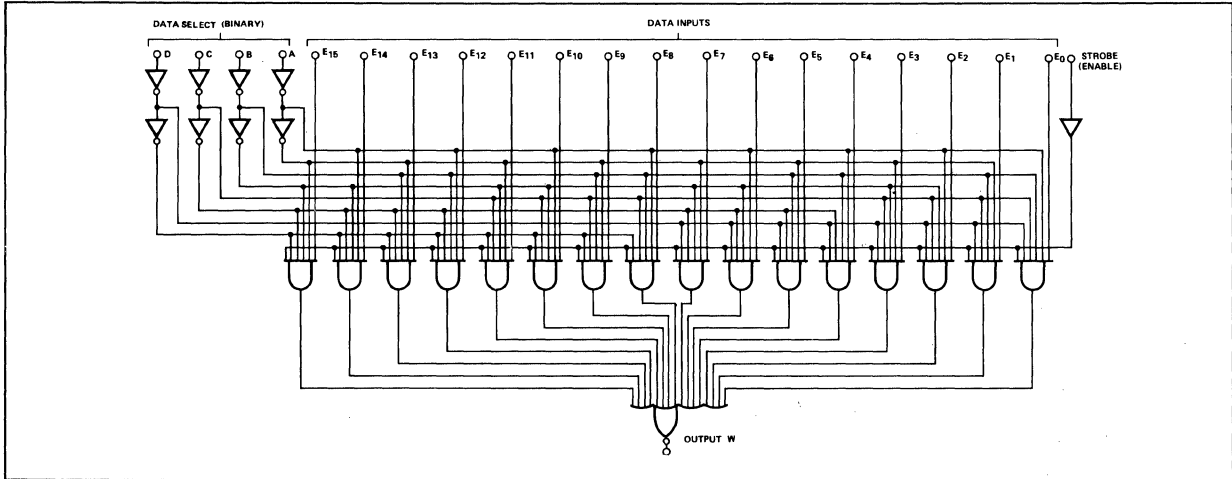 DATA SELECT (BINARY)
DATA INPUTS
D
C
B
A
E15
E14
E13
E12
E11
E10
E9
E8
E7
E6
E5
E4
E3
E2
E1
E0
STROBE
(ENABLE)
OUTPUT W